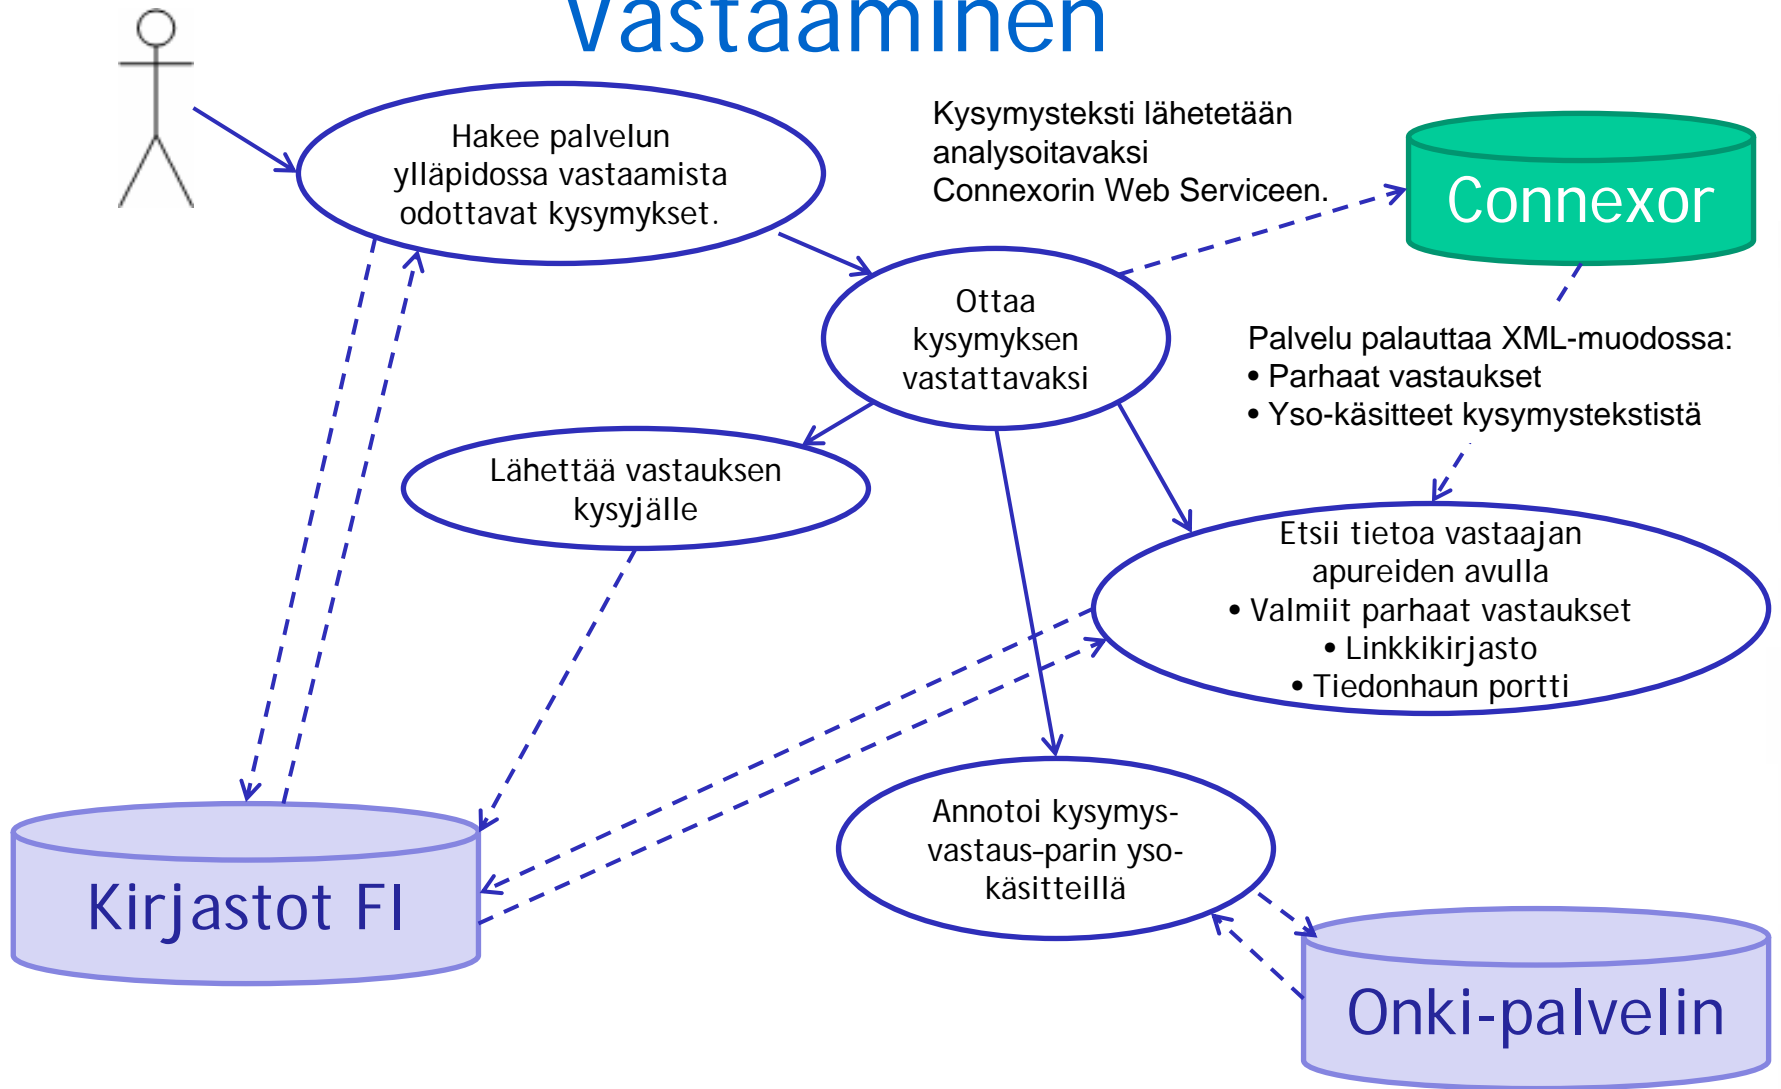 Vastaaminen
Hakee palvelun
ylläpidossa vastaamista
odottavat kysymykset.
Kysymysteksti lähetetään
analysoitavaksi
Connexorin Web Serviceen.
Connexor
Ottaa
kysymyksen
vastattavaksi
Palvelu palauttaa XML-muodossa:
• Parhaat vastaukset
• Yso-käsitteet kysymystekstistä
Lähettää vastauksen
kysyjälle
Etsii tietoa vastaajan
apureiden avulla
• Valmiit parhaat vastaukset
• Linkkikirjasto
• Tiedonhaun portti
Annotoi kysymys-
vastaus-parin yso-
käsitteillä
Kirjastot FI
Onki-palvelin